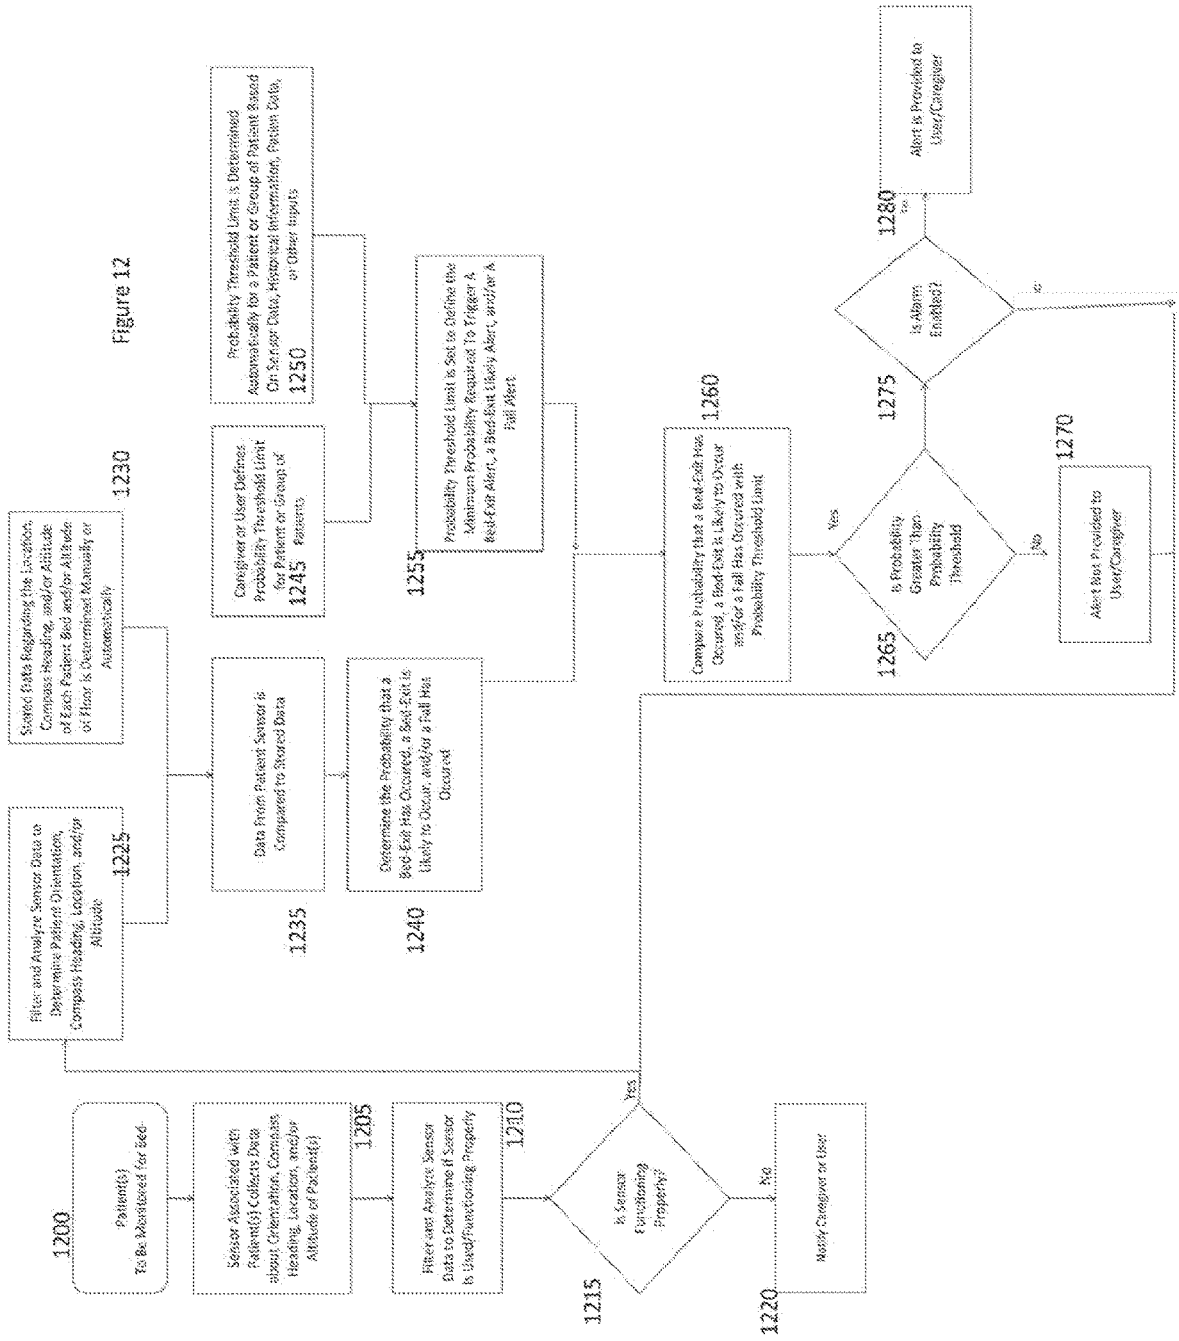 Figure 12
1200
Patient(s)
To Be Monitored for Bed-
Sensor Associated with
Patient(s) Collects Data
about Orientation, Compass
Heading, Location, and/or
Altitude of Patient(s)
1205
Filter and Analyze Sensor
Data to Determine if Sensor
is Used/Functioning Properly
1210
Is Sensor
Functioning
Properly?
1215
Yes
No
Notify Caregiver or User
1220
Filter and Analyze Sensor Data to
Determine Patient Orientation,
Compass Heading, Location, and/or
Altitude
1225
Stored Data Regarding the Location,
Compass Heading, and/or Altitude
of Each Patient Bed and/or Altitude
of Floor is Determined Manually or
Automatically
1230
Data From Patient Sensor is
Compared to Stored Data
1235
Determine the Probability that a
Bed-Exit Has Occured, a Bed-Exit is
Likely to Occur, and/or a Fall Has
Occured
1240
Caregiver or User Defines
Probability Threshold Limit
for Patient or Group of
Patients
1245
Probability Threshold Limit is Determined
Automatically for a Patient or Group of Patient Based
On Sensor Data, Historical Information, Patien Data,
or Other Inputs
1250
Probability Threshold Limit is Set to Define the
Minimum Probability Required To Trigger A
Bed-Exit Alert, a Bed-Exit Likely Alert, and/or A
Fall Alert
1255
Compare Probability that a Bed-Exit Has
Occured, a Bed-Exit is Likely to Occur
and/or a Fall Has Occured with
Probability Threshold Limit
1260
Is Probability
Greater Than
Probability
Threshold
1265
Yes
No
Alert Not Provided to
User/Caregiver
1270
Is Alarm
Enabled?
1275
Alert is Provided to
User/Caregiver
1280